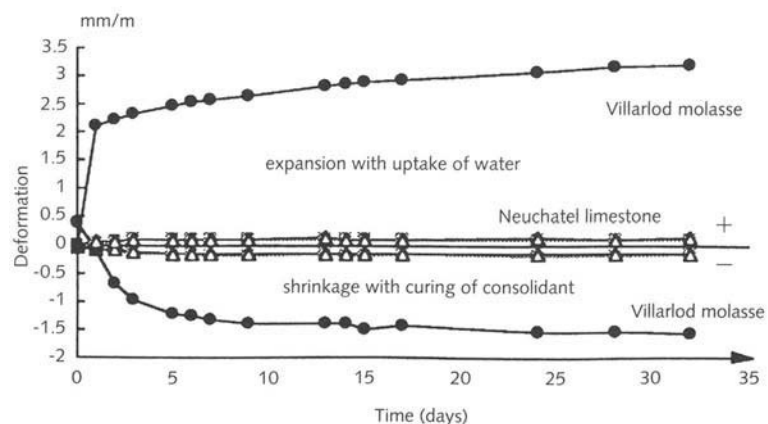 mm/m
3.5
3
2.5
2
1.5
1
0.5
0
-0.5
-1
-1.5
-2
Deformation
Villarlod molasse
expansion with uptake of water
Neuchatel limestone
+
−
shrinkage with curing of consolidant
Villarlod molasse
0 5 10 15 20 25 30 35
Time (days)